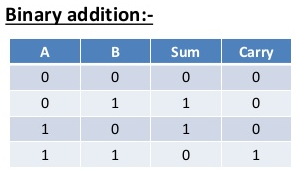 Binary addition:-
A B Sum Carry
0 0 0 0
0 1 1 0
1 0 1 0
1 1 0 1